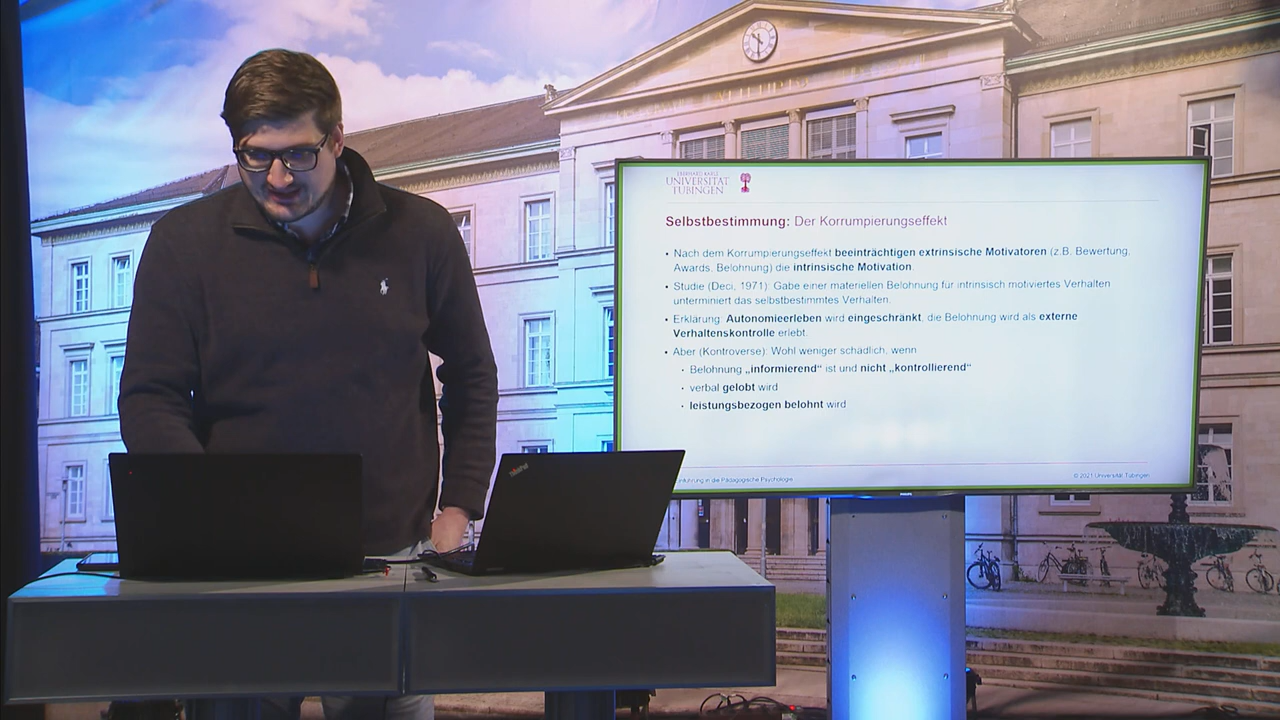 EBERHARD KARLS
UNIVERSITÄT
TÜBINGEN
Selbstbestimmung: Der Korrumpierungseffekt
• Nach dem Korrumpierungseffekt beeinträchtigen extrinsische Motivatoren (z.B. Bewertung,
Awards, Belohnung) die intrinsische Motivation.
• Studie (Deci, 1971): Gabe einer materiellen Belohnung für intrinsisch motiviertes Verhalten
unterminiert das selbstbestimmtes Verhalten.
• Erklärung: Autonomieerleben wird eingeschränkt, die Belohnung wird als externe
Verhaltenskontrolle erlebt.
• Aber (Kontroverse): Wohl weniger schädlich, wenn
• Belohnung „informierend“ ist und nicht „kontrollierend“
• verbal gelobt wird
• leistungsbezogen belohnt wird
in die Pädagogische Psychologie
© 2021 Universität Tübingen
PHILIPS
ThinkPad